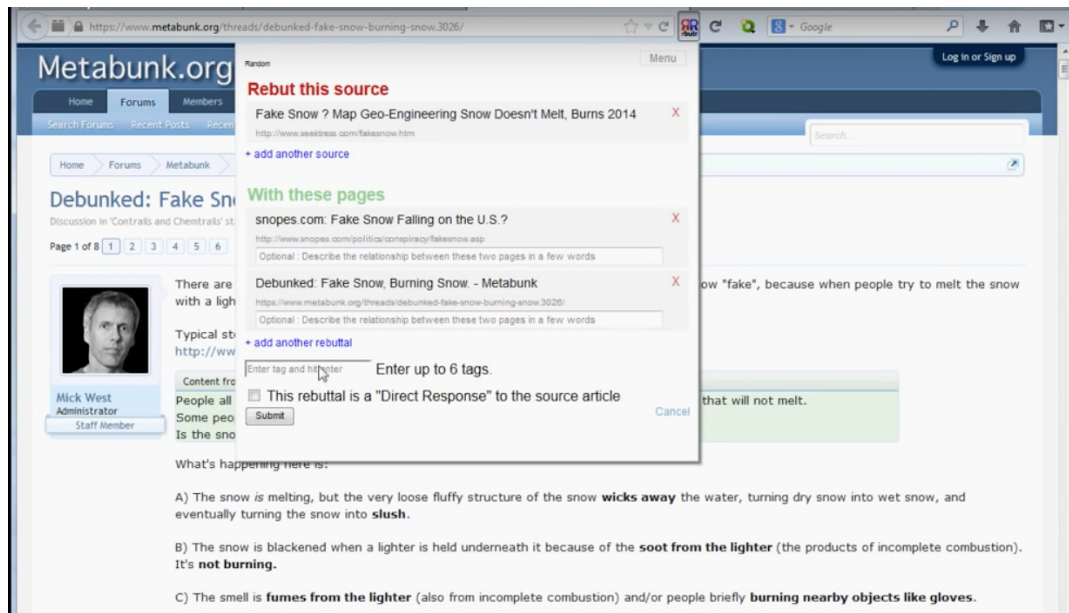 https://www.metabunk.org/threads/debunked-fake-snow-burning-snow.3026/
Google
Metabunk.org
Log in or Sign up
Home Forums Members
Search Forums Recent Posts Recen
Search...
Home Forums Metabunk
Debunked: Fake Sn
Discussion in 'Contrails and Chemtrails' st
Page 1 of 8 1 2 3 4 5 6
Random
Menu
Rebut this source
Fake Snow ? Map Geo-Engineering Snow Doesn't Melt, Burns 2014 X
http://www.seektress.com/fakesnow.htm
+ add another source
With these pages
snopes.com: Fake Snow Falling on the U.S.? X
http://www.snopes.com/politics/conspiracy/fakesnow.asp
Optional : Describe the relationship between these two pages in a few words
Debunked: Fake Snow, Burning Snow. - Metabunk X
https://www.metabunk.org/threads/debunked-fake-snow-burning-snow.3026/
Optional : Describe the relationship between these two pages in a few words
+ add another rebuttal
Enter tag and hit enter Enter up to 6 tags.
This rebuttal is a "Direct Response" to the source article
Submit
Cancel
Mick West
Administrator
Staff Member
There are ow "fake", because when people try to melt the snow
with a ligh
Typical st
http://ww
Content fro
People all that will not melt.
Some peo
Is the sno
What's happening here is:
A) The snow is melting, but the very loose fluffy structure of the snow wicks away the water, turning dry snow into wet snow, and
eventually turning the snow into slush.
B) The snow is blackened when a lighter is held underneath it because of the soot from the lighter (the products of incomplete combustion).
It's not burning.
C) The smell is fumes from the lighter (also from incomplete combustion) and/or people briefly burning nearby objects like gloves.